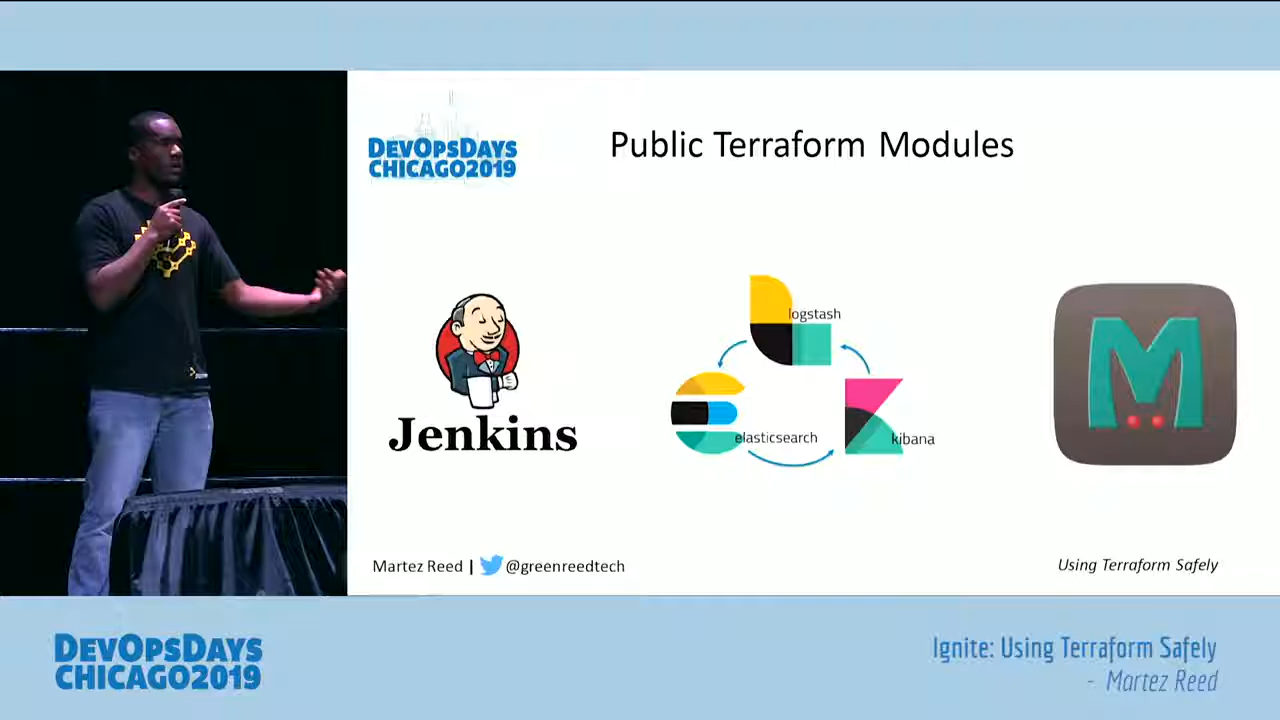 DEVOPSDAYS
CHICAGO2019
Public Terraform Modules
Jenkins
logstash
elasticsearch
kibana
M
Martez Reed | @greenreedtech
Using Terraform Safely
DEVOPSDAYS
CHICAGO2019
Ignite: Using Terraform Safely
- Martez Reed